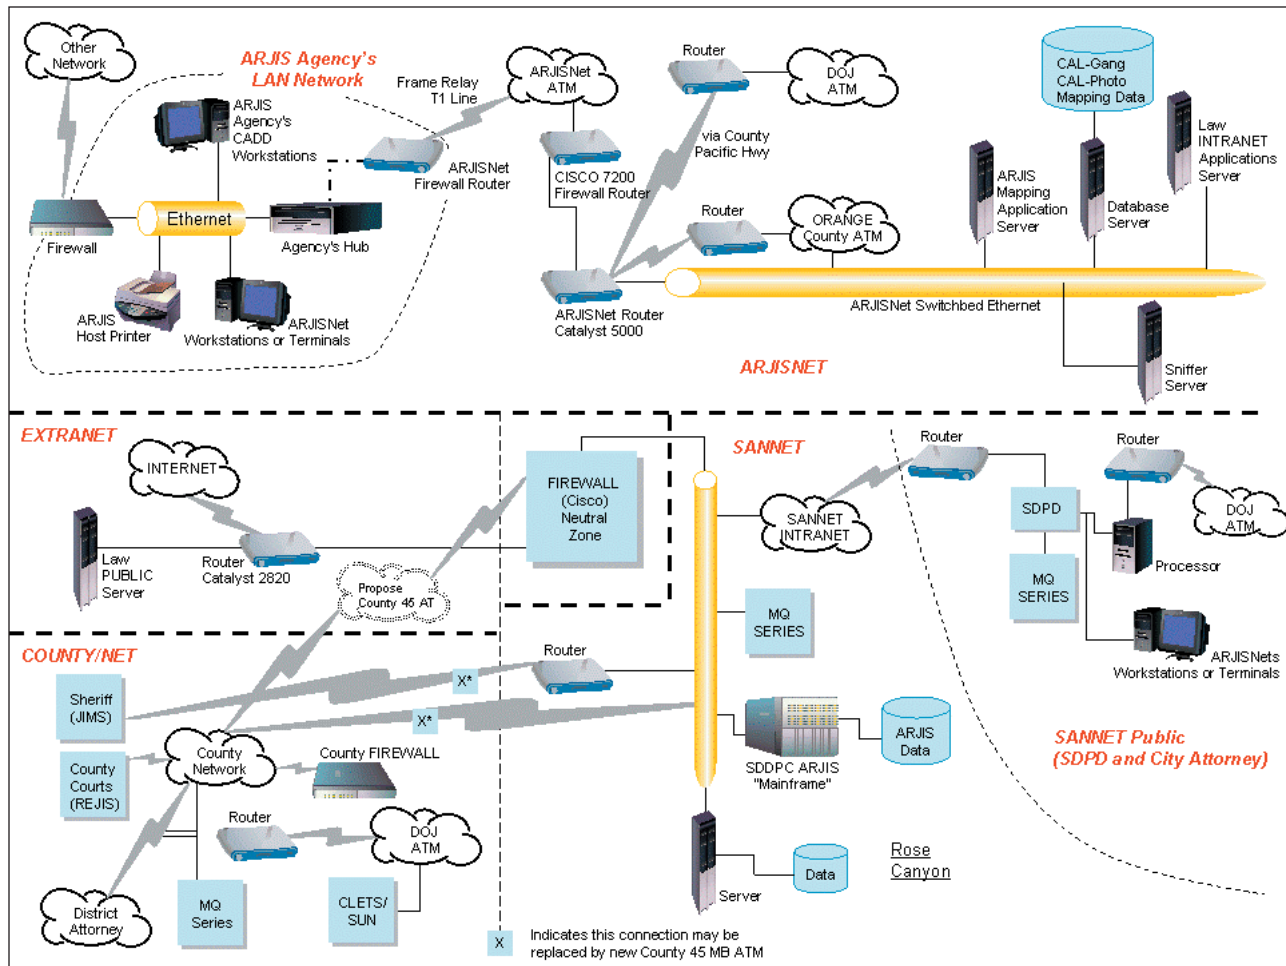 Other
Network
ARJIS Agency's
LAN Network
ARJIS
Agency's
CADD
Workstations
Frame Relay
T1 Line
ARJISNet
ATM
Router
DOJ
ATM
CAL-Gang
CAL-Photo
Mapping Data
Law
INTRANET
Applications
Server
ARJISNet
Firewall Router
CISCO 7200
Firewall Router
via County
Pacific Hwy
ARJIS
Mapping
Application
Server
Database
Server
Firewall
Ethernet
Agency's Hub
Router
ORANGE
County ATM
ARJIS
Host Printer
ARJISNet
Workstations or Terminals
ARJISNet Router
Catalyst 5000
ARJISNet Switchbed Ethernet
ARJISNET
Sniffer
Server
EXTRANET
INTERNET
Law
PUBLIC
Server
Router
Catalyst 2820
FIREWALL
(Cisco)
Neutral
Zone
Propose
County 45 AT
SANNET
SANNET
INTRANET
Router
SDPD
MQ
SERIES
Router
DOJ
ATM
Processor
ARJISNets
Workstations or Terminals
MQ
SERIES
COUNTY/NET
Sheriff
(JIMS)
X*
Router
X*
County
Network
County FIREWALL
County
Courts
(REJIS)
Router
DOJ
ATM
District
Attorney
MQ
Series
CLETS/
SUN
SDDPC ARJIS
"Mainframe"
ARJIS
Data
SANNET Public
(SDPD and City Attorney)
Server
Data
Rose
Canyon
X
Indicates this connection may be
replaced by new County 45 MB ATM